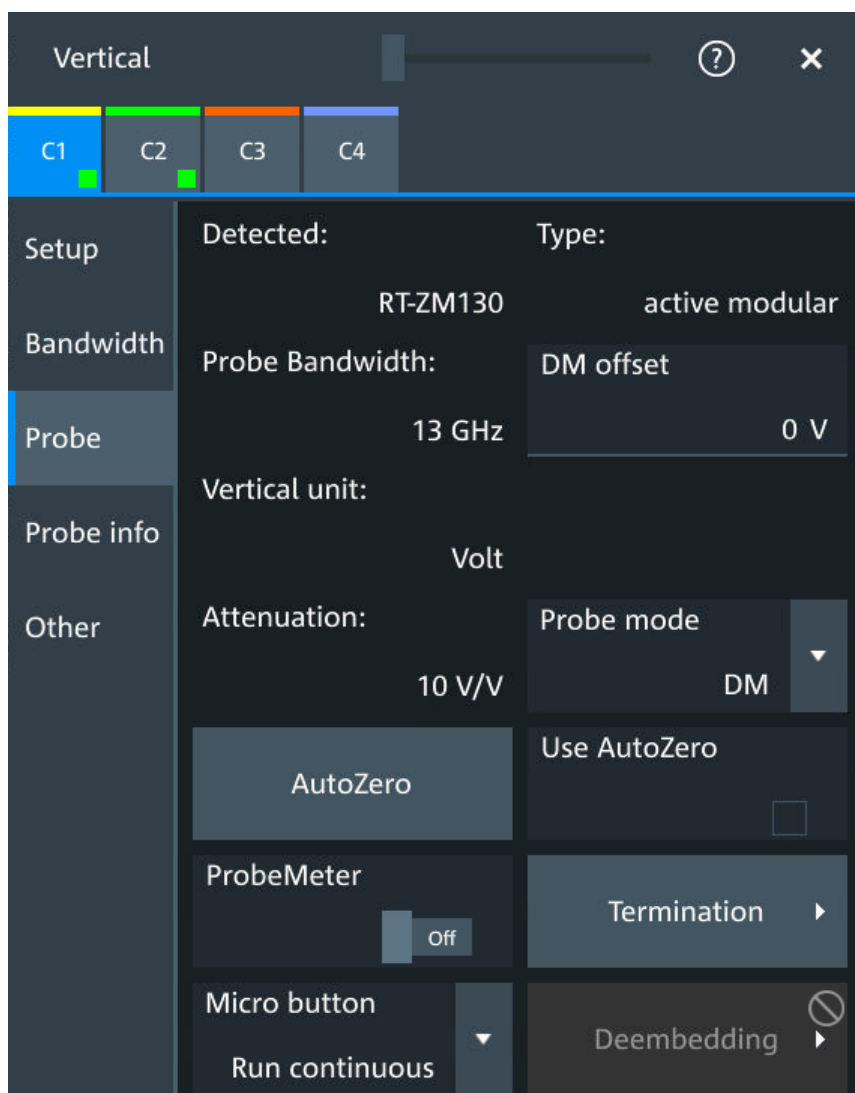 Vertical
?
C1 C2 C3 C4
Setup
Bandwidth
Probe
Probe info
Other
Detected:
RT-ZM130
Type:
active modular
Probe Bandwidth:
13 GHz
DM offset
0 V
Vertical unit:
Volt
Attenuation:
10 V/V
Probe mode
DM
AutoZero
Use AutoZero
ProbeMeter
Off
Termination
Micro button
Run continuous
Deembedding